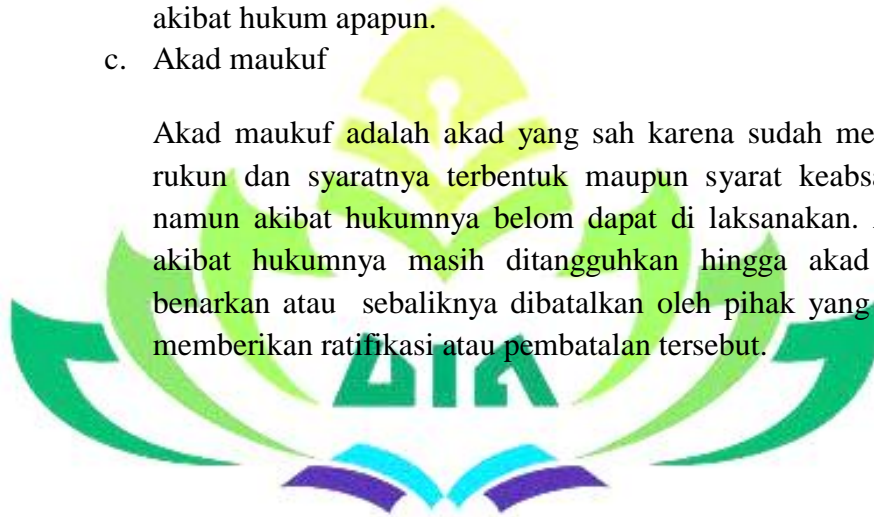 akibat hukum apapun.
c. Akad maukuf
Akad maukuf adalah akad yang sah karena sudah
rukun dan syaratnya terbentuk maupun syarat
namun akibat hukumnya belom dapat di laksanakan.
akibat hukumnya masih ditangguhkan hingga akad
benarkan atau sebaliknya dibatalkan oleh pihak yang
memberikan ratifikasi atau pembatalan tersebut.